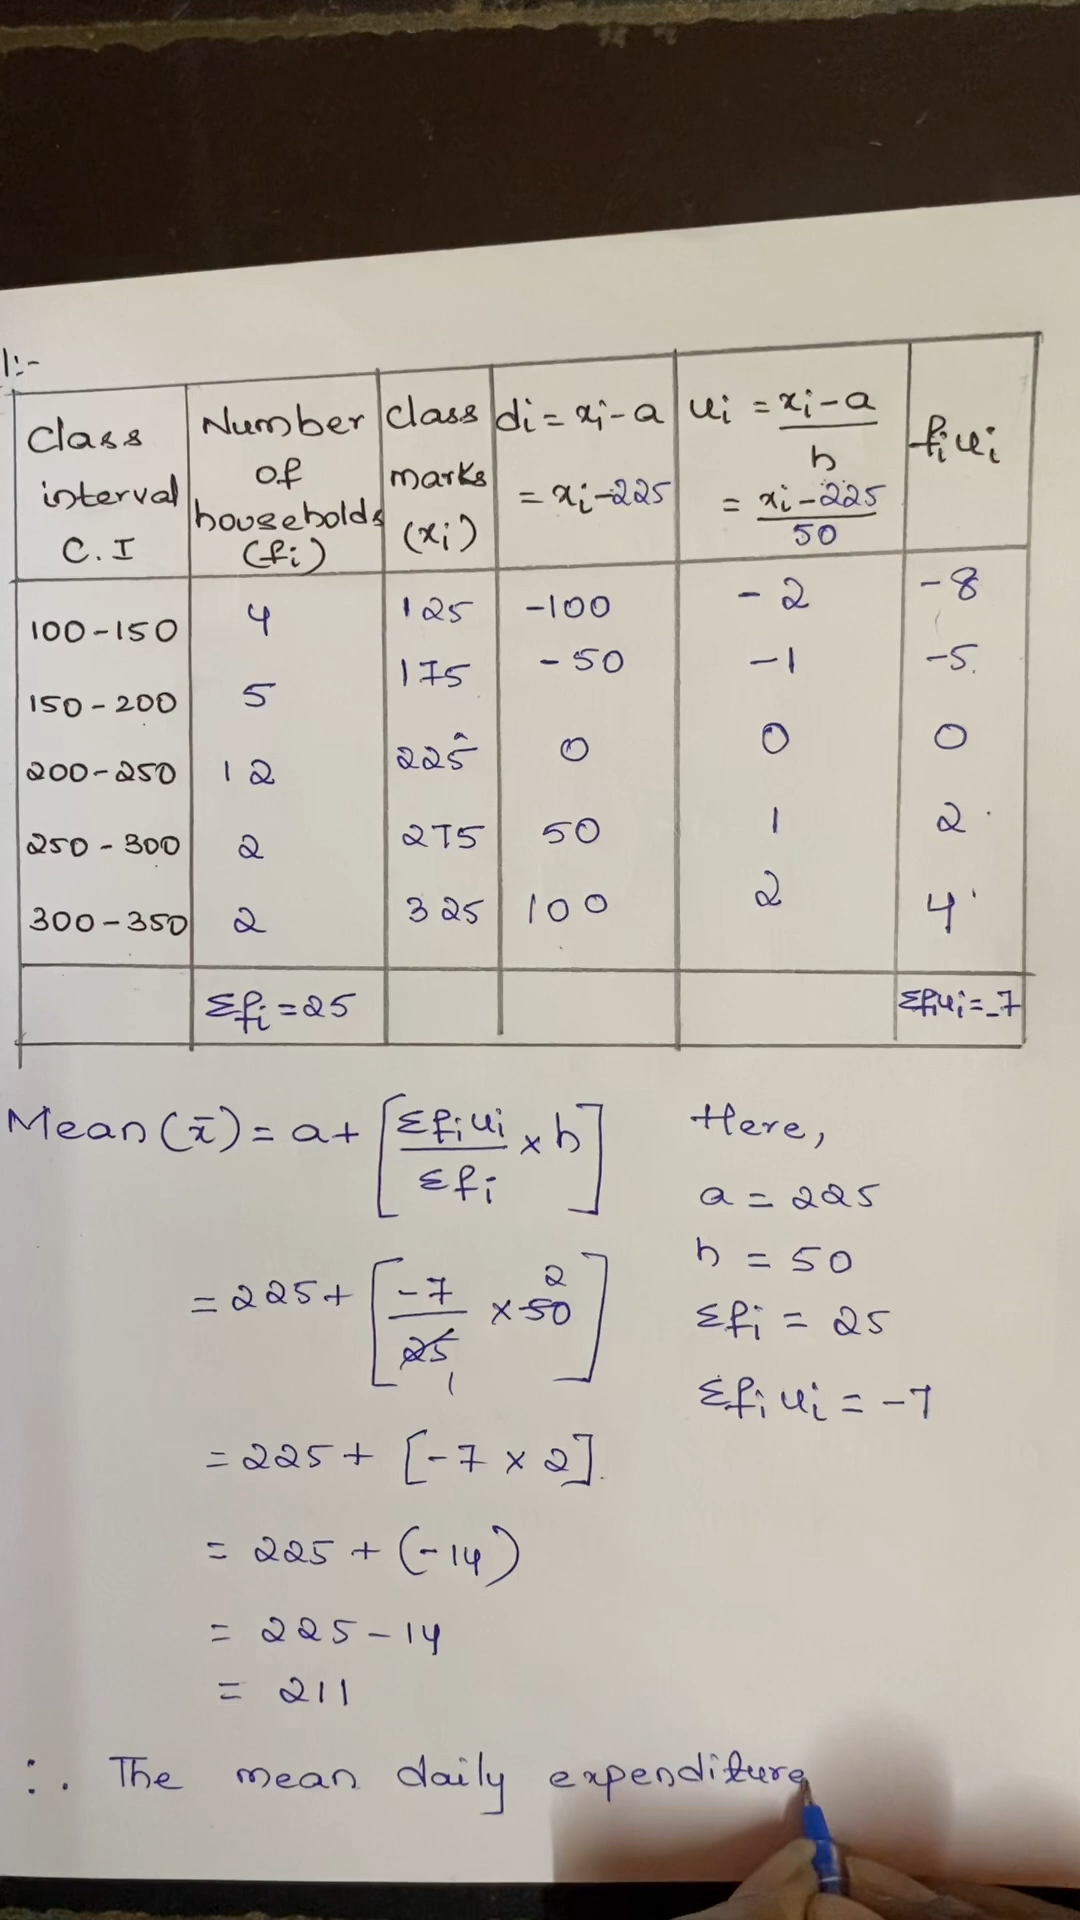 1:-
Class interval C.I | Number of households (fi) | Class marks (xi) | di = xi - a = xi - 225 | ui = xi - a / h = xi - 225 / 50 | fiui
100-150 | 4 | 125 | -100 | -2 | -8
150-200 | 5 | 175 | -50 | -1 | -5
200-250 | 12 | 225 | 0 | 0 | 0
250-300 | 2 | 275 | 50 | 1 | 2
300-350 | 2 | 325 | 100 | 2 | 4
Σfi = 25 | Σfiui = -7
Mean (x̄) = a + [Σfiui / Σfi × h]
= 225 + [-7 / 25 1 × 50 2]
= 225 + [-7 × 2]
= 225 + (-14)
= 225 - 14
= 211
Here,
a = 225
h = 50
Σfi = 25
Σfiui = -7
∴ The mean daily expenditure